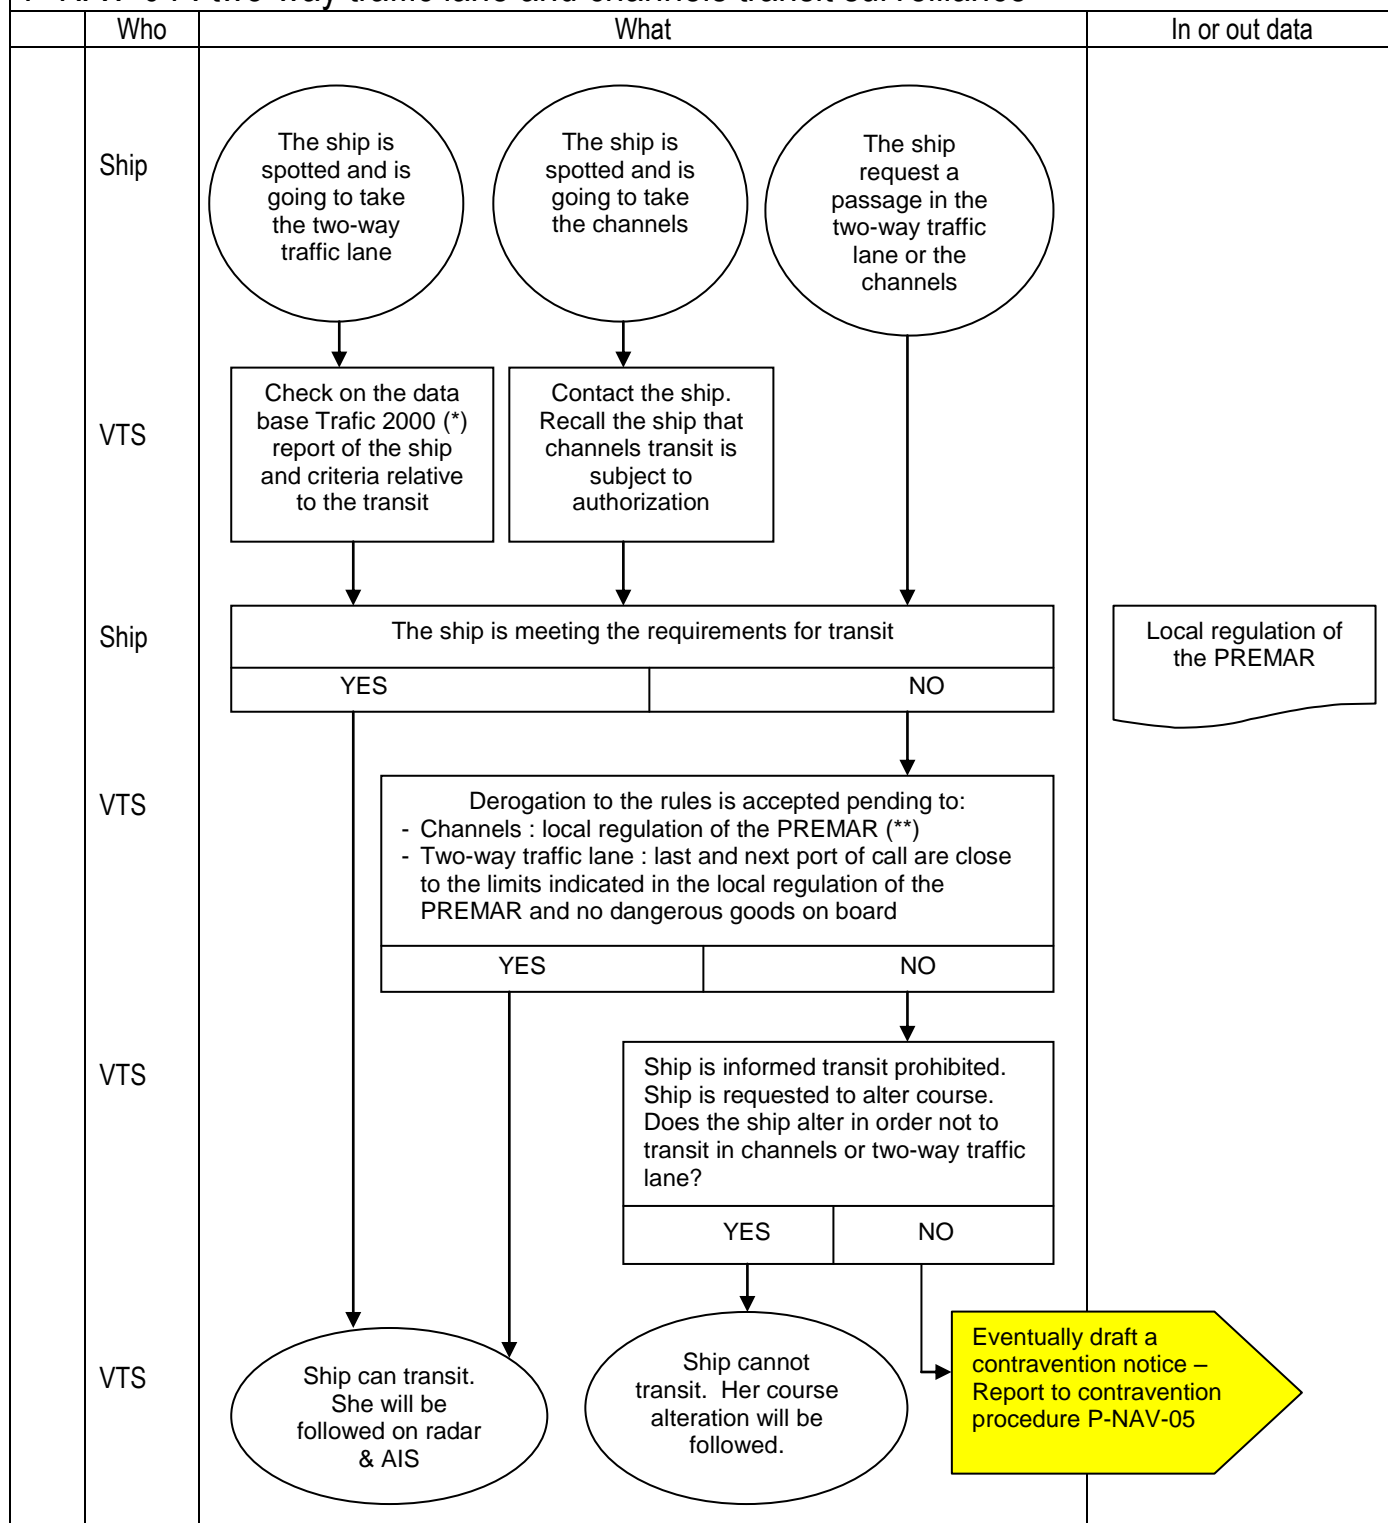 two-way traffic lane and channels transit surveillance
Who
What
In or out data
Ship
The ship is
spotted and is
going to take
the two-way
traffic lane
The ship is
spotted and is
going to take
the channels
The ship
request a
passage in the
two-way traffic
lane or the
channels
VTS
Check on the data
base Trafic 2000 (*)
report of the ship
and criteria relative
to the transit
Contact the ship.
Recall the ship that
channels transit is
subject to
authorization
Ship
The ship is meeting the requirements for transit
YES
NO
Local regulation of
the PREMAR
VTS
Derogation to the rules is accepted pending to:
- Channels : local regulation of the PREMAR (**)
- Two-way traffic lane : last and next port of call are close
to the limits indicated in the local regulation of the
PREMAR and no dangerous goods on board
YES
NO
VTS
Ship is informed transit prohibited.
Ship is requested to alter course.
Does the ship alter in order not to
transit in channels or two-way traffic
lane?
YES
NO
VTS
Ship can transit.
She will be
followed on radar
& AIS
Ship cannot
transit. Her course
alteration will be
followed.
Eventually draft a
contravention notice –
Report to contravention
procedure P-NAV-05